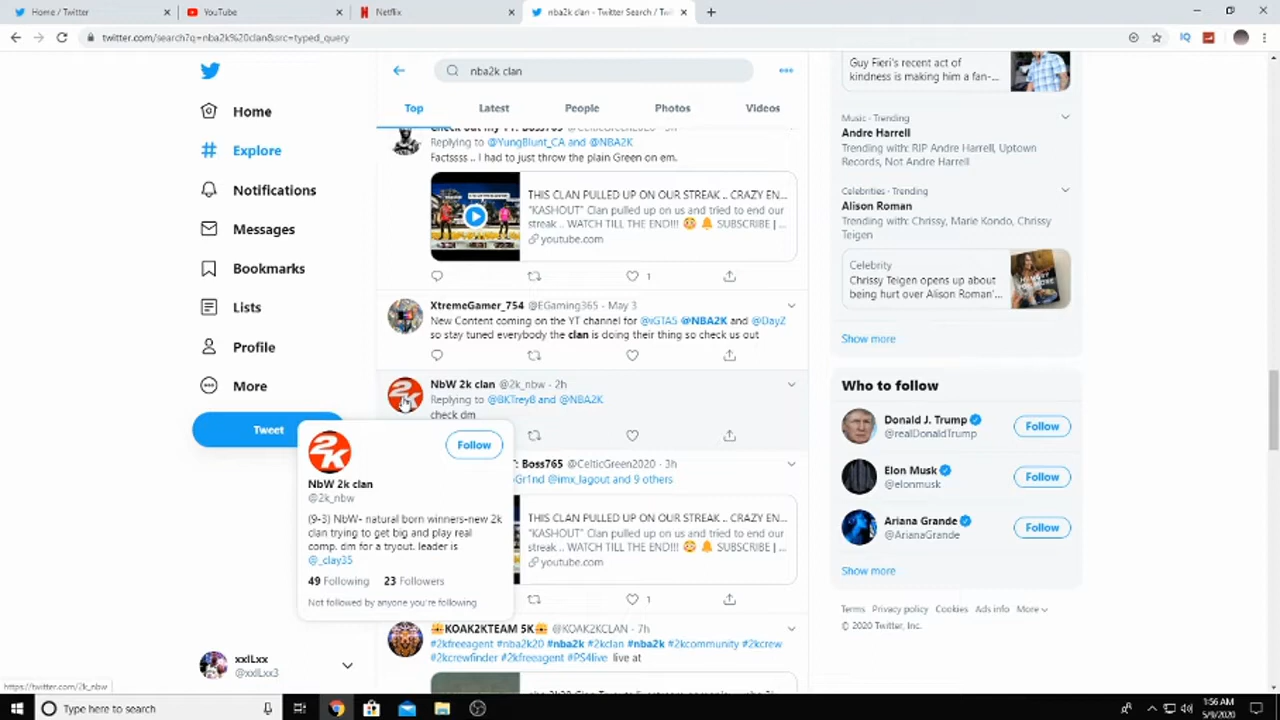 Home / Twitter
YouTube
Netflix
nba2k clan - Twitter Search / Twi
twitter.com/search?q=nba2k%20clan&src=typed_query
Home
Explore
Notifications
Messages
Bookmarks
Lists
Profile
More
Tweet
xxlLxx
@xxlLxx3
nba2k clan
Top
Latest
People
Photos
Videos
Check out my YT: Boss765 @CelticGreen2020 · 3h
Replying to @YungBlunt_CA and @NBA2K
Factssss .. I had to just throw the plain Green on em.
THIS CLAN PULLED UP ON OUR STREAK .. CRAZY EN...
"KASHOUT" Clan pulled up on us and tried to end our
streak .. WATCH TILL THE END!!! 😳 🔔 SUBSCRIBE | ...
youtube.com
1
XtremeGamer_754 @EGaming365 · May 3
New Content coming on the YT channel for @iGTA5 @NBA2K and @DayZ
so stay tuned everybody the clan is doing their thing so check us out
2K
NbW 2k clan @2k_nbw · 2h
Replying to @BKTreyB and @NBA2K
check dm
2K
Follow
NbW 2k clan
@2k_nbw
(9-3) NbW- natural born winners-new 2k
clan trying to get big and play real
comp. dm for a tryout. leader is
@_clay35
49 Following 23 Followers
Not followed by anyone you're following
T: Boss765 @CelticGreen2020 · 3h
Gr1nd @imx_lagout and 9 others
THIS CLAN PULLED UP ON OUR STREAK .. CRAZY EN...
"KASHOUT" Clan pulled up on us and tried to end our
streak .. WATCH TILL THE END!!! 😳 🔔 SUBSCRIBE | ...
youtube.com
1
KOAK2KTEAM 5K @KOAK2KCLAN · 7h
#2kfreeagent #nba2k20 #nba2k #2kclan #nba2k #2kcommunity #2kcrew
#2kcrewfinder #2kfreeagent #PS4live live at
Guy Fieri's recent act of
kindness is making him a fan-...
Music · Trending
Andre Harrell
Trending with: RIP Andre Harrell, Uptown
Records, Not Andre Harrell
Celebrities · Trending
Alison Roman
Trending with: Chrissy, Marie Kondo, Chrissy
Teigen
Celebrity
Chrissy Teigen opens up about
being hurt over Alison Roman'...
Show more
Who to follow
Donald J. Trump
@realDonaldTrump
Follow
Elon Musk
@elonmusk
Follow
Ariana Grande
@ArianaGrande
Follow
Show more
Terms Privacy policy Cookies Ads info More
© 2020 Twitter, Inc.
https://twitter.com/2k_nbw
Type here to search
1:56 AM
5/9/2020